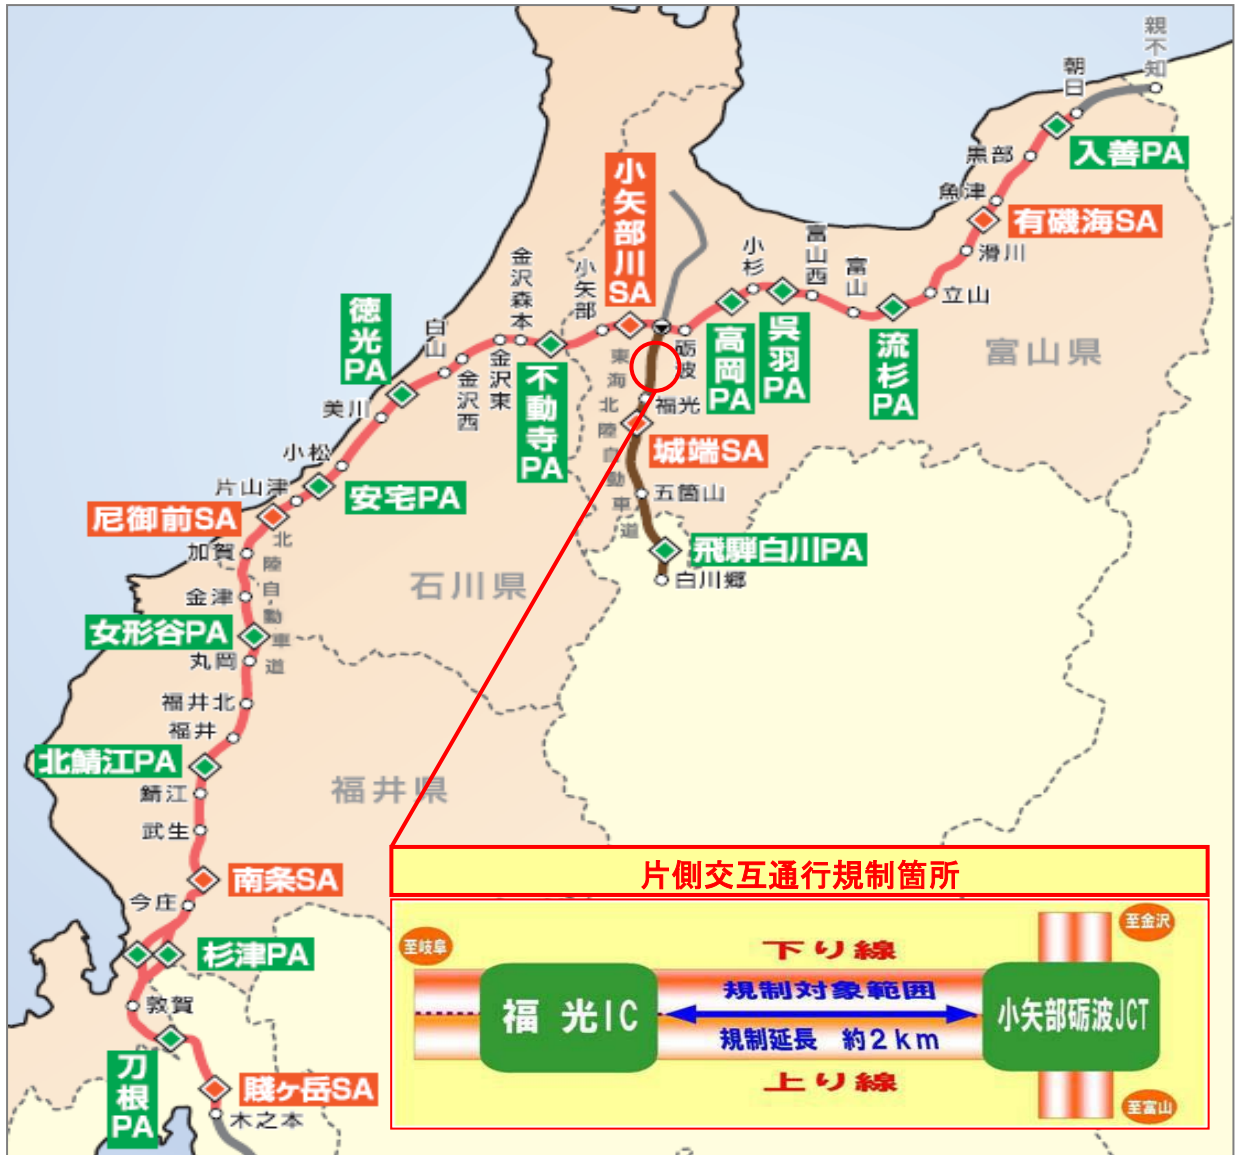 親不知
朝日
入善PA
黒部
魚津
有磯海SA
滑川
立山
流杉PA
富山
富山西
呉羽PA
小杉
高岡PA
砺波
小矢部川SA
小矢部
不動寺PA
金沢森本
金沢東
金沢西
白山
徳光PA
美川
小松
安宅PA
片山津
尼御前SA
加賀
北陸自動車道
金津
女形谷PA
丸岡
福井北
福井
北鯖江PA
鯖江
武生
南条SA
今庄
杉津PA
敦賀
刀根PA
賤ヶ岳SA
木之本
東海北陸自動車道
福光
城端SA
五箇山
飛騨白川PA
白川郷
富山県
石川県
福井県
片側交互通行規制箇所
至岐阜
下り線
至金沢
福光IC
規制対象範囲
規制延長 約2km
小矢部砺波JCT
上り線
至富山